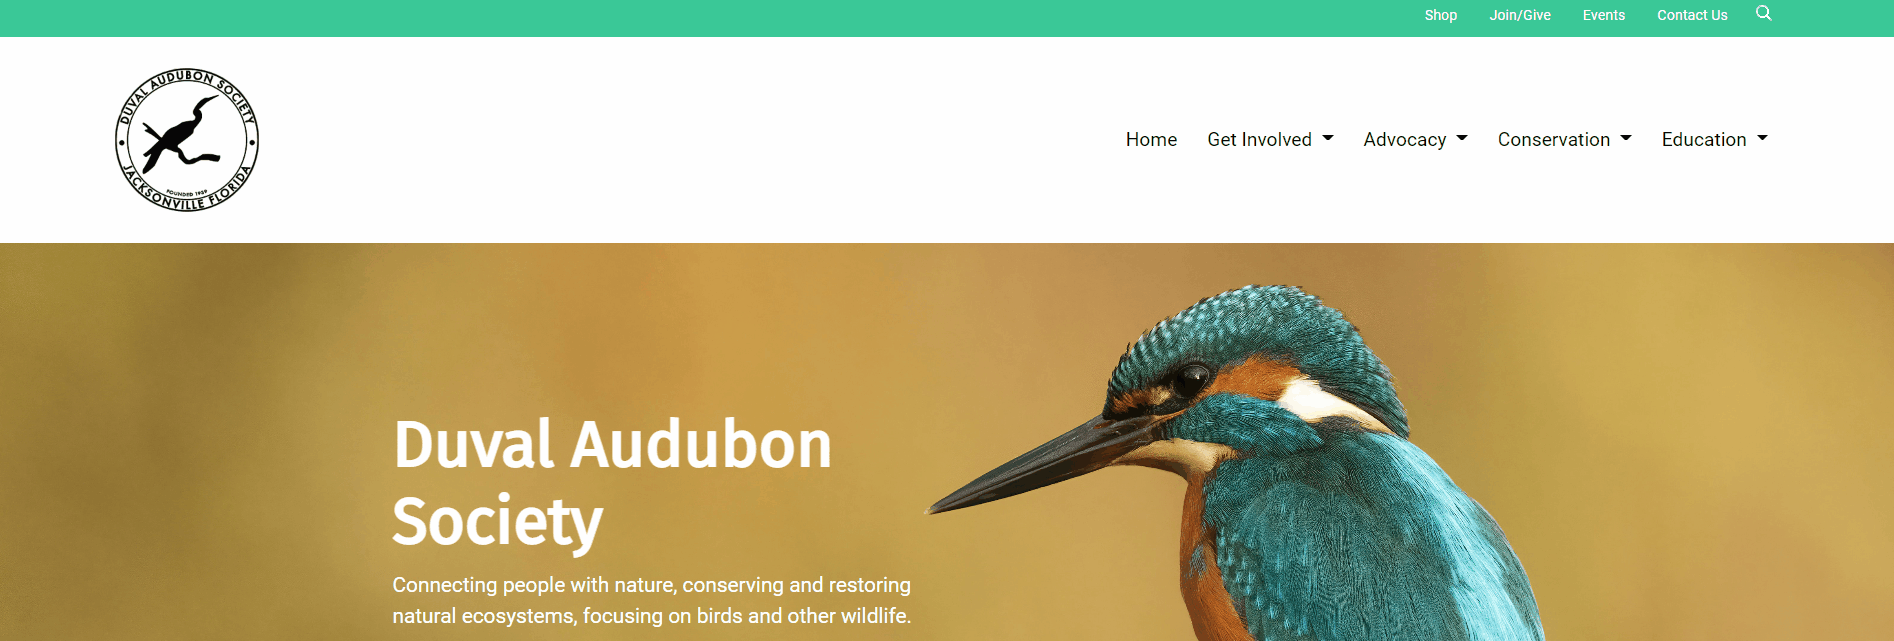 Shop Join/Give Events Contact Us
DUVAL AUDUBON SOCIETY
FOUNDED 1939
JACKSONVILLE FLORIDA
Home Get Involved Advocacy Conservation Education
Duval Audubon
Society
Connecting people with nature, conserving and restoring
natural ecosystems, focusing on birds and other wildlife.